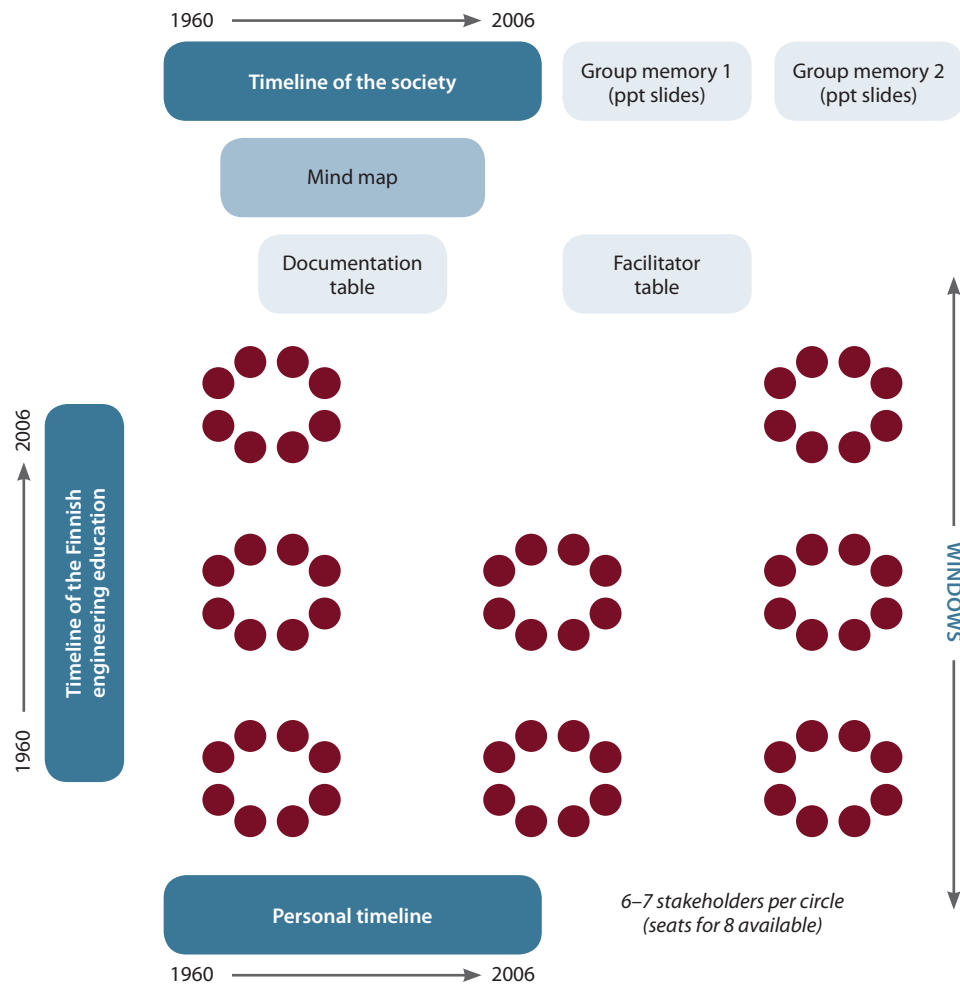 1960
2006
Timeline of the society
Group memory 1
(ppt slides)
Group memory 2
(ppt slides)
Mind map
Documentation
table
Facilitator
table
2006
Timeline of the Finnish
engineering education
1960
WINDOWS
Personal timeline
6–7 stakeholders per circle
(seats for 8 available)
1960
2006